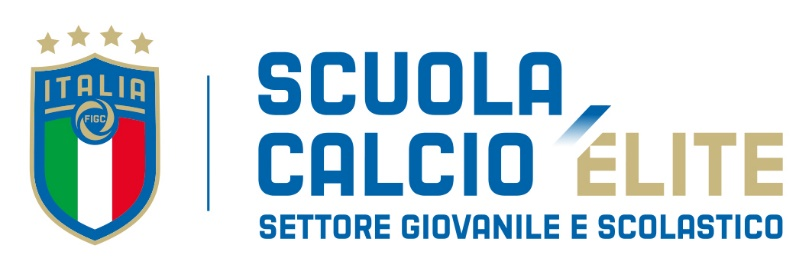 ITALIA
FIGC
SCUOLA
CALCIO ÉLITE
SETTORE GIOVANILE E SCOLASTICO